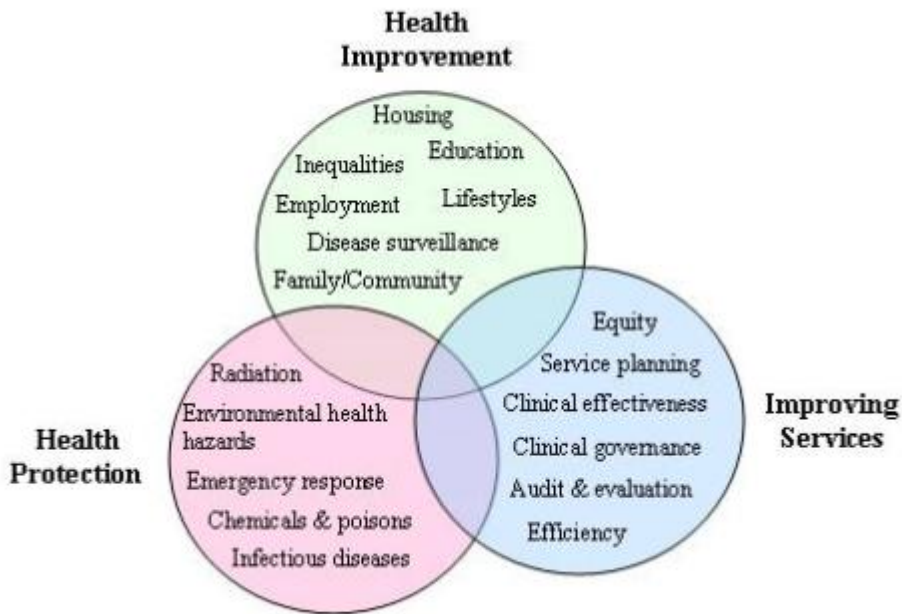 Health
Improvement
Housing
Education
Inequalities
Lifestyles
Employment
Disease surveillance
Family/Community
Equity
Service planning
Clinical effectiveness
Clinical governance
Audit & evaluation
Efficiency
Improving
Services
Radiation
Environmental health
hazards
Emergency response
Chemicals & poisons
Infectious diseases
Health
Protection